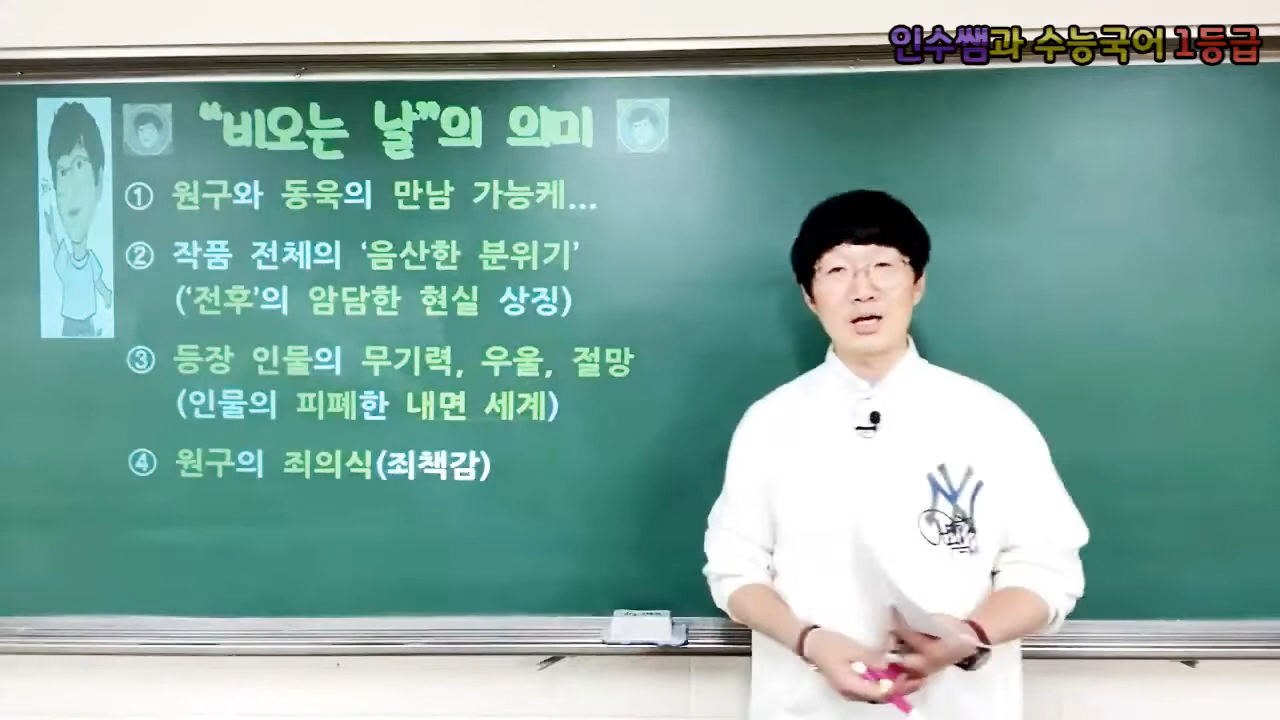 인수쌤과 수능국어 1등급
“비오는 날”의 의미
① 원구와 동욱의 만남 가능케...
② 작품 전체의 ‘음산한 분위기’
(‘전후’의 암담한 현실 상징)
③ 등장 인물의 무기력, 우울, 절망
(인물의 피폐한 내면 세계)
④ 원구의 죄의식(죄책감)
NY